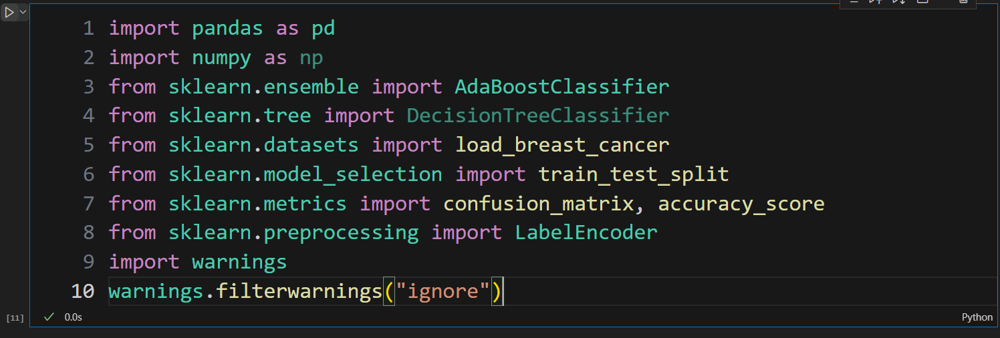 1 import pandas as pd
2 import numpy as np
3 from sklearn.ensemble import AdaBoostClassifier
4 from sklearn.tree import DecisionTreeClassifier
5 from sklearn.datasets import load_breast_cancer
6 from sklearn.model_selection import train_test_split
7 from sklearn.metrics import confusion_matrix, accuracy_score
8 from sklearn.preprocessing import LabelEncoder
9 import warnings
10 warnings.filterwarnings("ignore")
[11] 0.0s Python